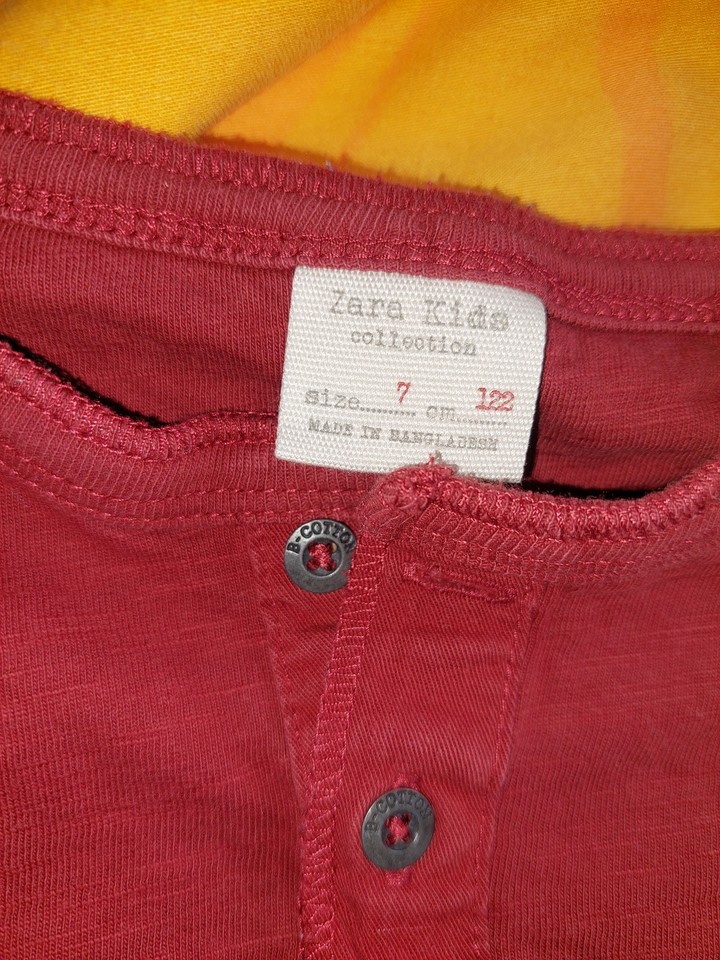 Zara Kids
collection
size......... 7 cm......... 122
MADE IN BANGLADESH
B-COTTON
B-COTTON